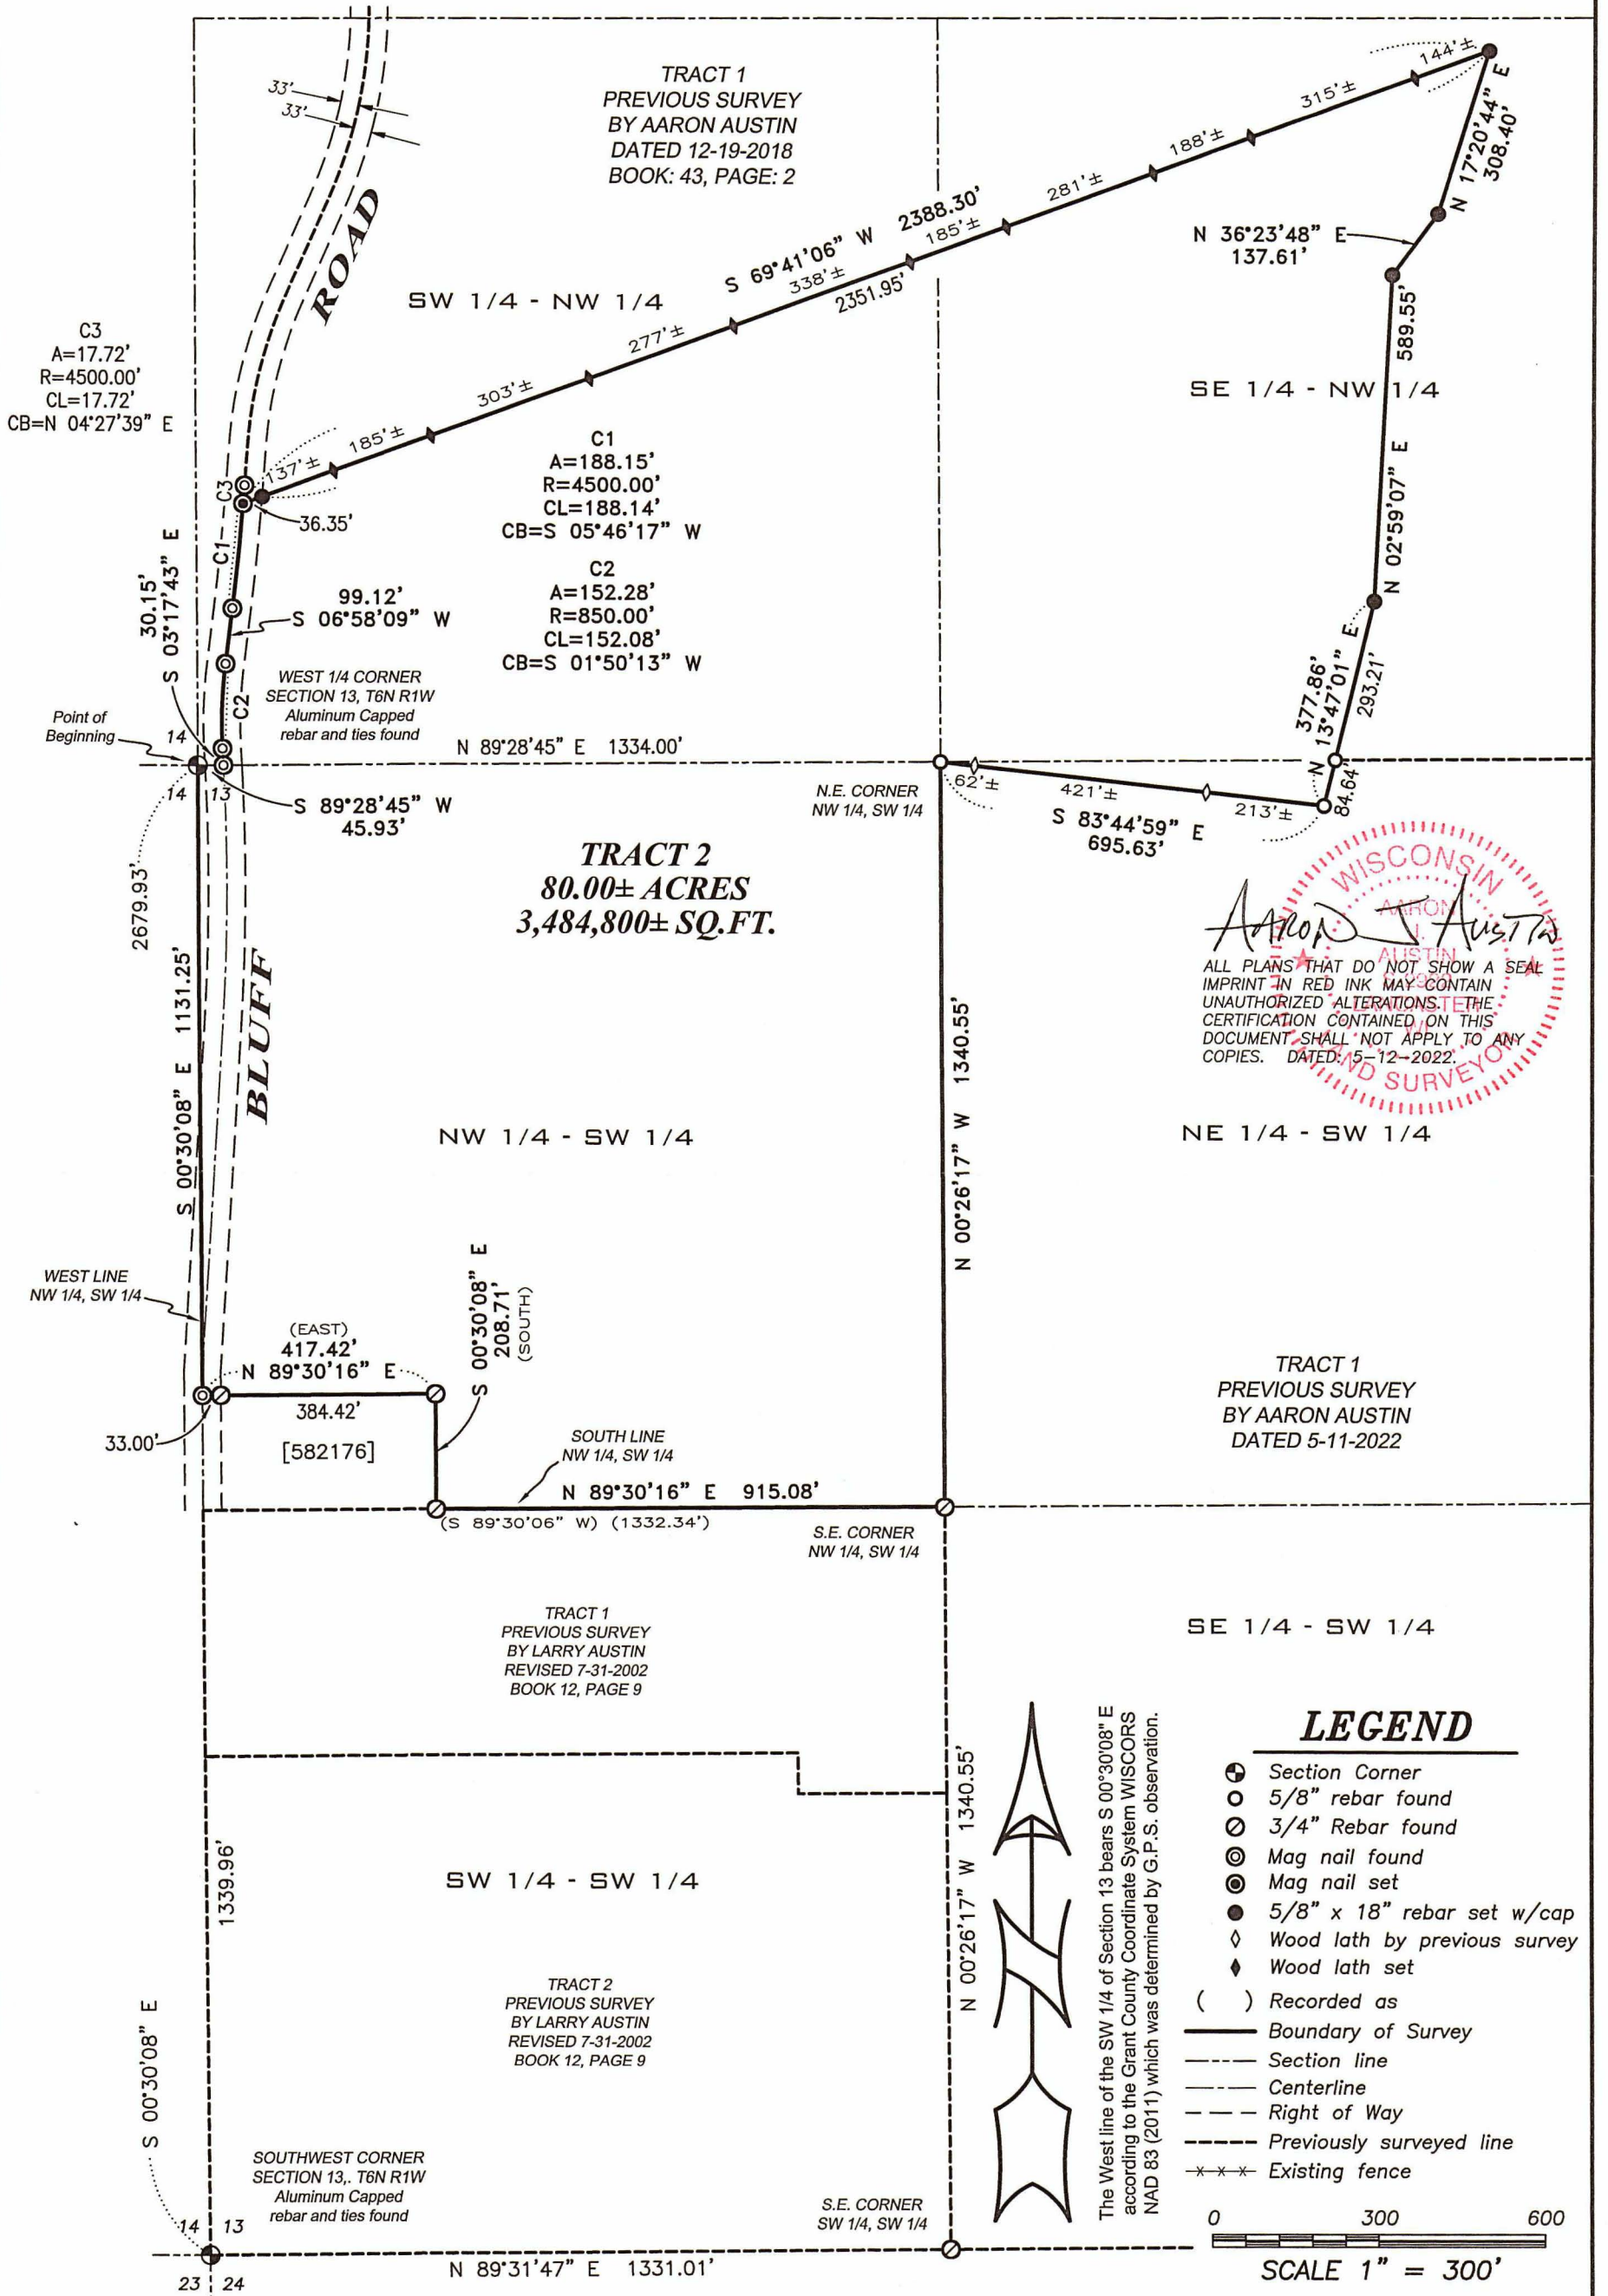 33'
33'
TRACT 1
PREVIOUS SURVEY
BY AARON AUSTIN
DATED 12-19-2018
BOOK: 43, PAGE: 2
144'±
315'±
188'±
281'±
185'±
338'±
277'±
303'±
185'±
137'±
S 69°41'06" W 2388.30'
2351.95'
N 17°20'44" E
308.40'
N 36°23'48" E
137.61'
589.55'
N 02°59'07" E
SE 1/4 - NW 1/4
SW 1/4 - NW 1/4
ROAD
C3
A=17.72'
R=4500.00'
CL=17.72'
CB=N 04°27'39" E
C3
36.35'
C1
C1
A=188.15'
R=4500.00'
CL=188.14'
CB=S 05°46'17" W
C2
A=152.28'
R=850.00'
CL=152.08'
CB=S 01°50'13" W
30.15'
S 03°17'43" E
99.12'
S 06°58'09" W
C2
WEST 1/4 CORNER
SECTION 13, T6N R1W
Aluminum Capped
rebar and ties found
Point of
Beginning
14
14 13
N 89°28'45" E 1334.00'
S 89°28'45" W
45.93'
377.86'
N 13°47'01" E
293.21'
84.64'
N.E. CORNER
NW 1/4, SW 1/4
62'±
421'±
213'±
S 83°44'59" E
695.63'
2679.93'
TRACT 2
80.00± ACRES
3,484,800± SQ.FT.
WISCONSIN
AARON
J.
AUSTIN
LANCASTER
WI
LAND SURVEYOR
AARON J AUSTIN
ALL PLANS THAT DO NOT SHOW A SEAL
IMPRINT IN RED INK MAY CONTAIN
UNAUTHORIZED ALTERATIONS. THE
CERTIFICATION CONTAINED ON THIS
DOCUMENT SHALL NOT APPLY TO ANY
COPIES. DATED: 5-12-2022.
S 00°30'08" E 1131.25'
BLUFF
N 00°26'17" W 1340.55'
NW 1/4 - SW 1/4
NE 1/4 - SW 1/4
WEST LINE
NW 1/4, SW 1/4
(EAST)
417.42'
N 89°30'16" E
384.42'
33.00'
[582176]
S 00°30'08" E
208.71'
(SOUTH)
SOUTH LINE
NW 1/4, SW 1/4
N 89°30'16" E 915.08'
(S 89°30'06" W) (1332.34')
S.E. CORNER
NW 1/4, SW 1/4
TRACT 1
PREVIOUS SURVEY
BY AARON AUSTIN
DATED 5-11-2022
TRACT 1
PREVIOUS SURVEY
BY LARRY AUSTIN
REVISED 7-31-2002
BOOK 12, PAGE 9
SE 1/4 - SW 1/4
1339.96'
SW 1/4 - SW 1/4
N 00°26'17" W 1340.55'
TRACT 2
PREVIOUS SURVEY
BY LARRY AUSTIN
REVISED 7-31-2002
BOOK 12, PAGE 9
S 00°30'08" E
SOUTHWEST CORNER
SECTION 13,. T6N R1W
Aluminum Capped
rebar and ties found
14 13
23 24
N 89°31'47" E 1331.01'
S.E. CORNER
SW 1/4, SW 1/4
N
The West line of the SW 1/4 of Section 13 bears S 00°30'08" E
according to the Grant County Coordinate System WISCORS
NAD 83 (2011) which was determined by G.P.S. observation.
LEGEND
Section Corner
5/8" rebar found
3/4" Rebar found
Mag nail found
Mag nail set
5/8" x 18" rebar set w/cap
Wood lath by previous survey
Wood lath set
( ) Recorded as
Boundary of Survey
Section line
Centerline
Right of Way
Previously surveyed line
-x-x-x- Existing fence
0 300 600
SCALE 1" = 300'